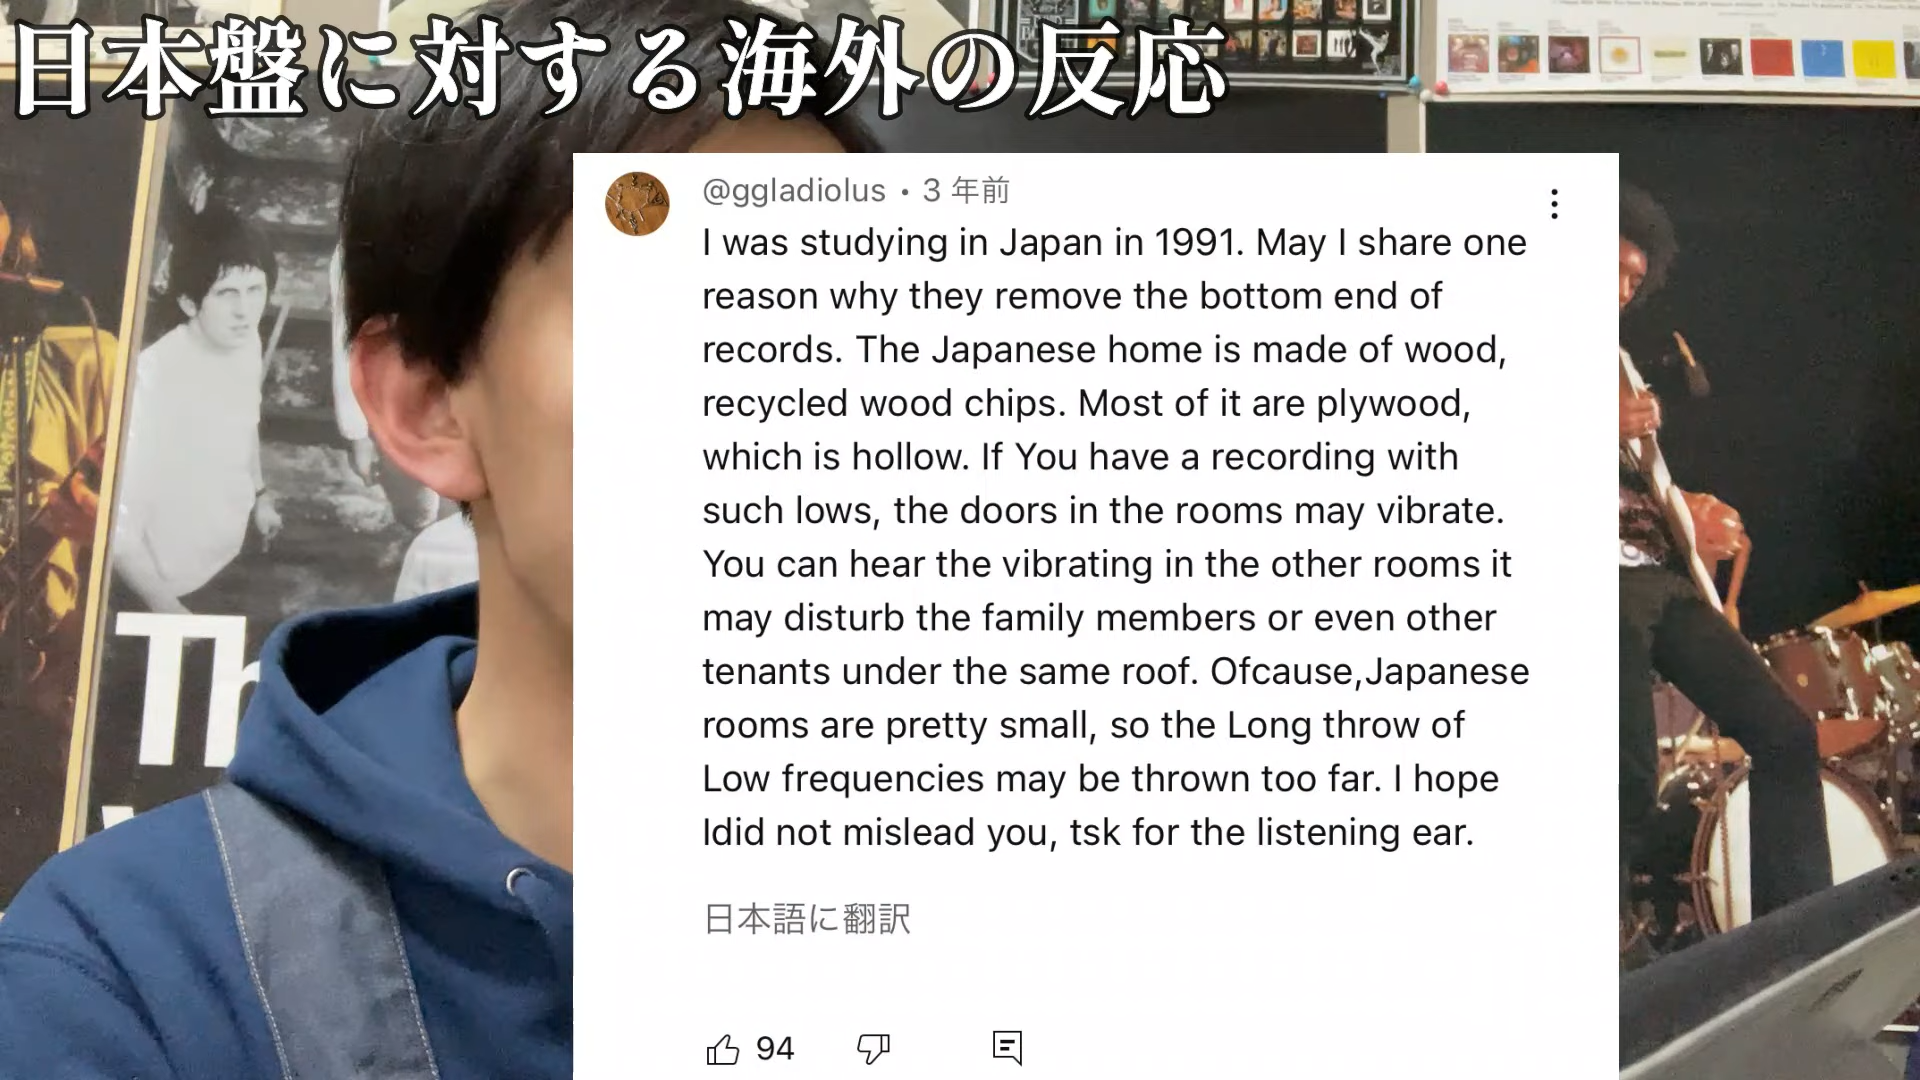 日本盤に対する海外の反応
@ggladiolus • 3 年前
I was studying in Japan in 1991. May I share one
reason why they remove the bottom end of
records. The Japanese home is made of wood,
recycled wood chips. Most of it are plywood,
which is hollow. If You have a recording with
such lows, the doors in the rooms may vibrate.
You can hear the vibrating in the other rooms it
may disturb the family members or even other
tenants under the same roof. Ofcause,Japanese
rooms are pretty small, so the Long throw of
Low frequencies may be thrown too far. I hope
Idid not mislead you, tsk for the listening ear.
日本語に翻訳
94
Th